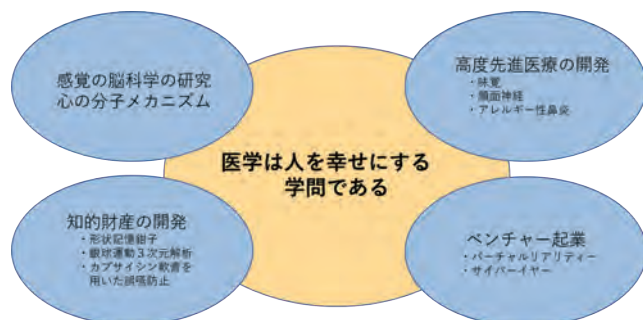 感覚の脳科学の研究
心の分子メカニズム
高度先進医療の開発
・味覚
・顔面神経
・アレルギー性鼻炎
医学は人を幸せにする
学問である
知的財産の開発
・形状記憶鉗子
・眼球運動３次元解析
・カプサイシン軟膏を
用いた誤嚥防止
ベンチャー起業
・バーチャルリアリティー
・サイバーイヤー